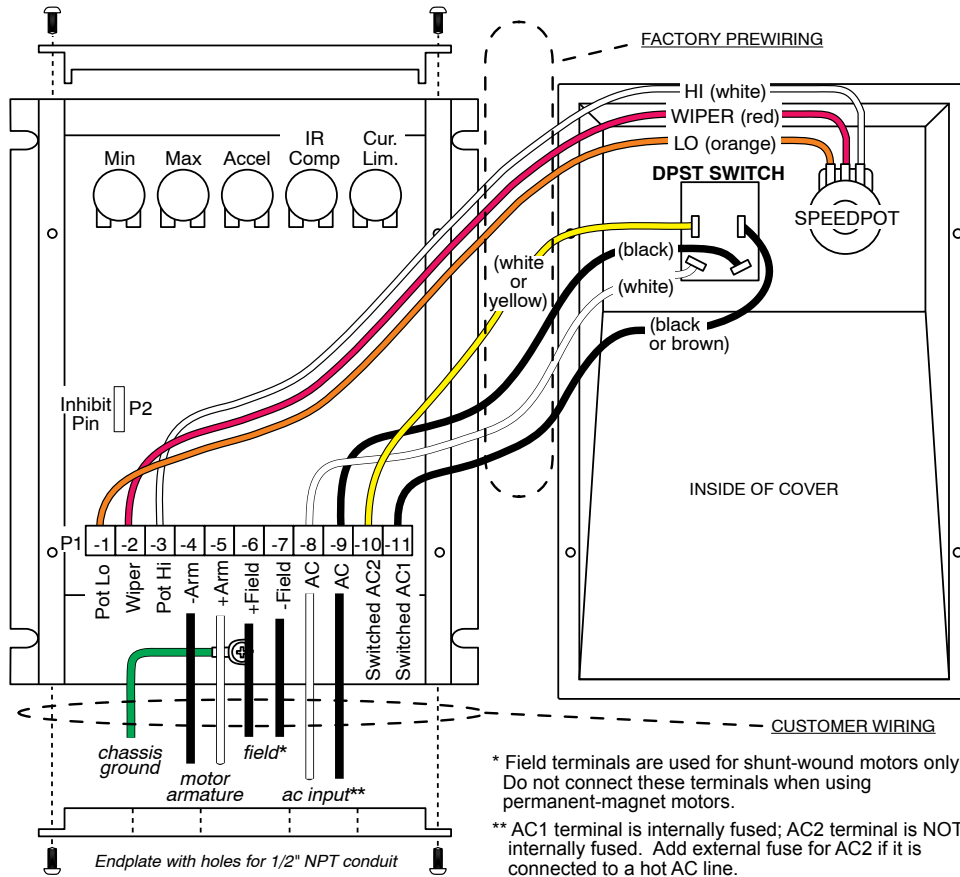 FACTORY PREWIRING
HI (white)
WIPER (red)
LO (orange)
DPST SWITCH
SPEEDPOT
Min
Max
Accel
IR
Comp
Cur.
Lim.
(white
or
yellow)
(black)
(white)
(black
or brown)
Inhibit
Pin
P2
INSIDE OF COVER
P1
-1 -2 -3 -4 -5 -6 -7 -8 -9 -10 -11
Pot Lo
Wiper
Pot Hi
-Arm
+Arm
+Field
-Field
AC
AC
Switched AC2
Switched AC1
CUSTOMER WIRING
chassis
ground
motor
armature
field*
ac input**
* Field terminals are used for shunt-wound motors only
Do not connect these terminals when using
permanent-magnet motors.
** AC1 terminal is internally fused; AC2 terminal is NOT
internally fused. Add external fuse for AC2 if it is
connected to a hot AC line.
Endplate with holes for 1/2" NPT conduit